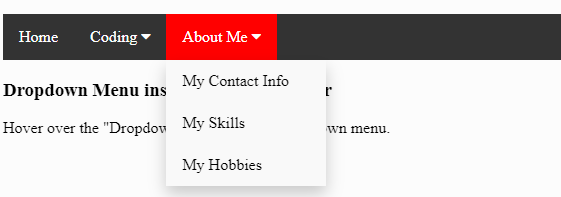 Home Coding About Me
My Contact Info
Dropdown Menu ins r
My Skills
Hover over the "Dropdow wn menu.
My Hobbies